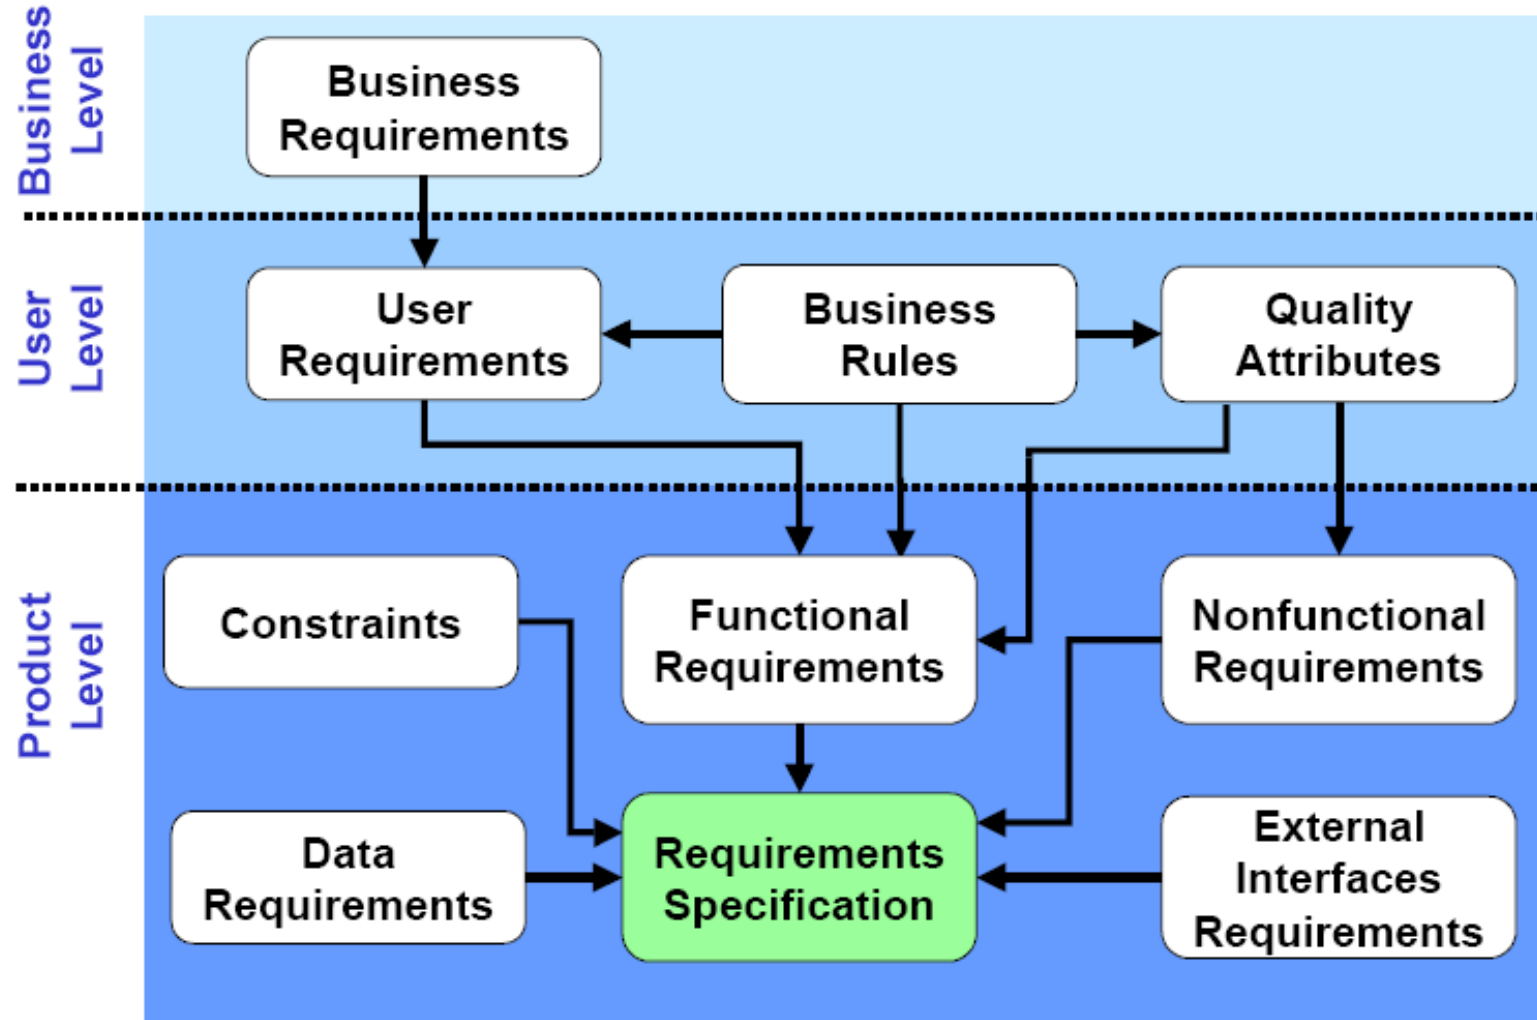 Business
Level
Business
Requirements
User
Level
User
Requirements
Business
Rules
Quality
Attributes
Product
Level
Constraints
Functional
Requirements
Nonfunctional
Requirements
Data
Requirements
Requirements
Specification
External
Interfaces
Requirements